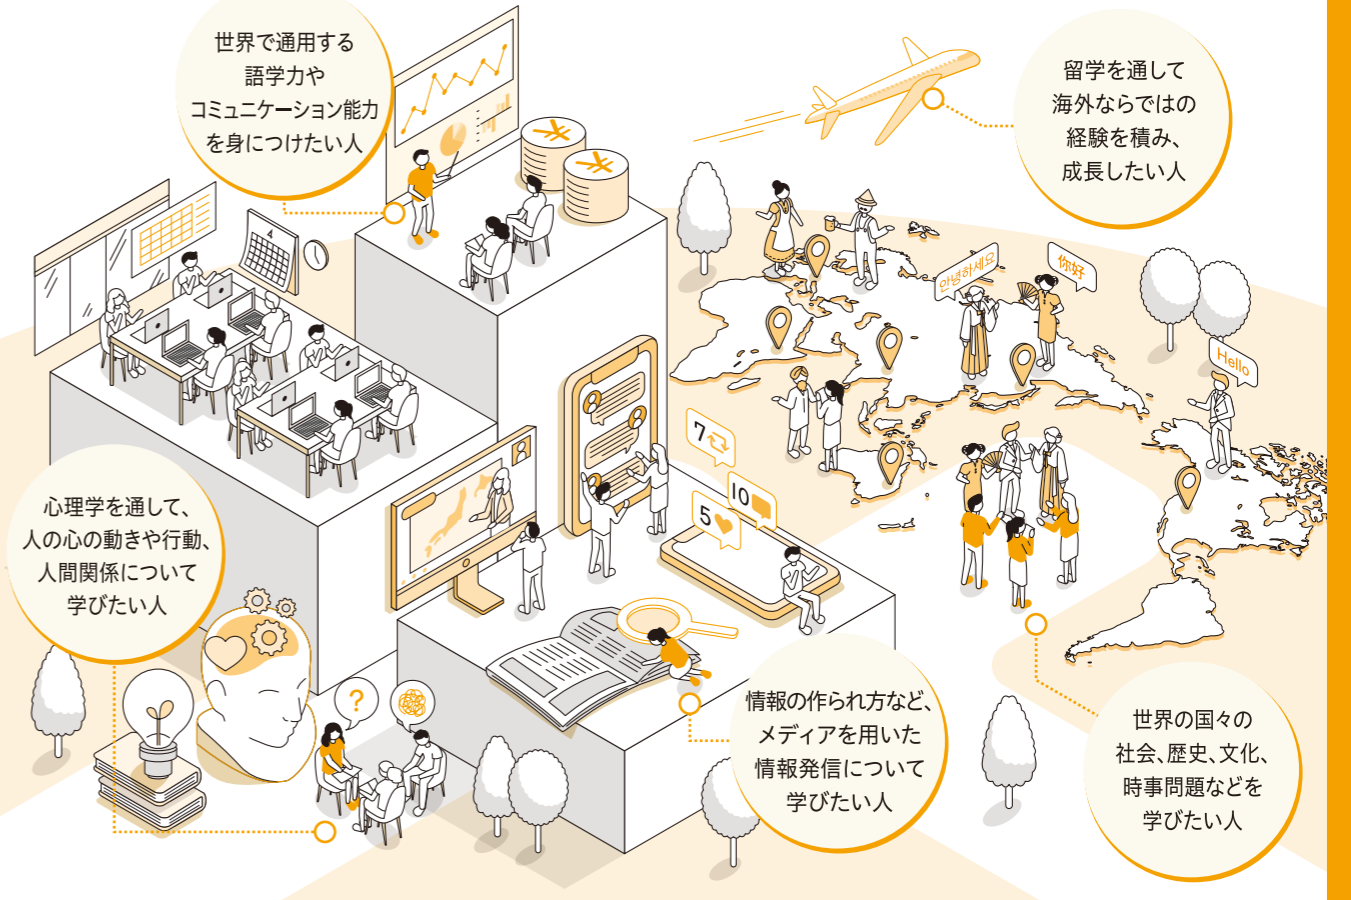 世界で通用する
語学力や
コミュニケーション能力
を身につけたい人
留学を通して
海外ならではの
経験を積み、
成長したい人
4
안녕하세요
你好
Hello
7
10
5
心理学を通して、
人の心の動きや行動、
人間関係について
学びたい人
?
情報の作られ方など、
メディアを用いた
情報発信について
学びたい人
世界の国々の
社会、歴史、文化、
時事問題などを
学びたい人